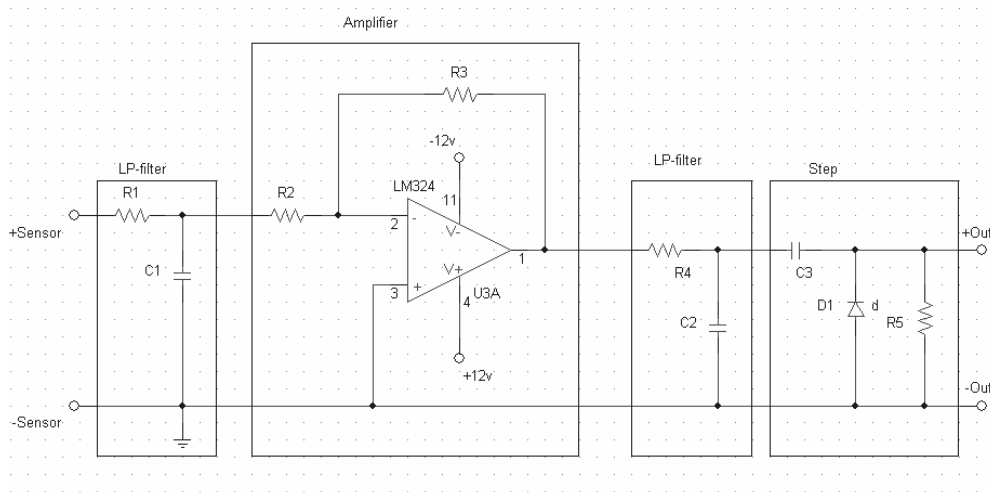 Amplifier
R3
-12v
LP-filter
LP-filter
Step
R1
R2
LM324
11
2
-
V-
+Sensor
+Out
1
R4
C3
C1
V+
3
+
U3A
4
D1
d
R5
C2
+12v
-Sensor
-Out